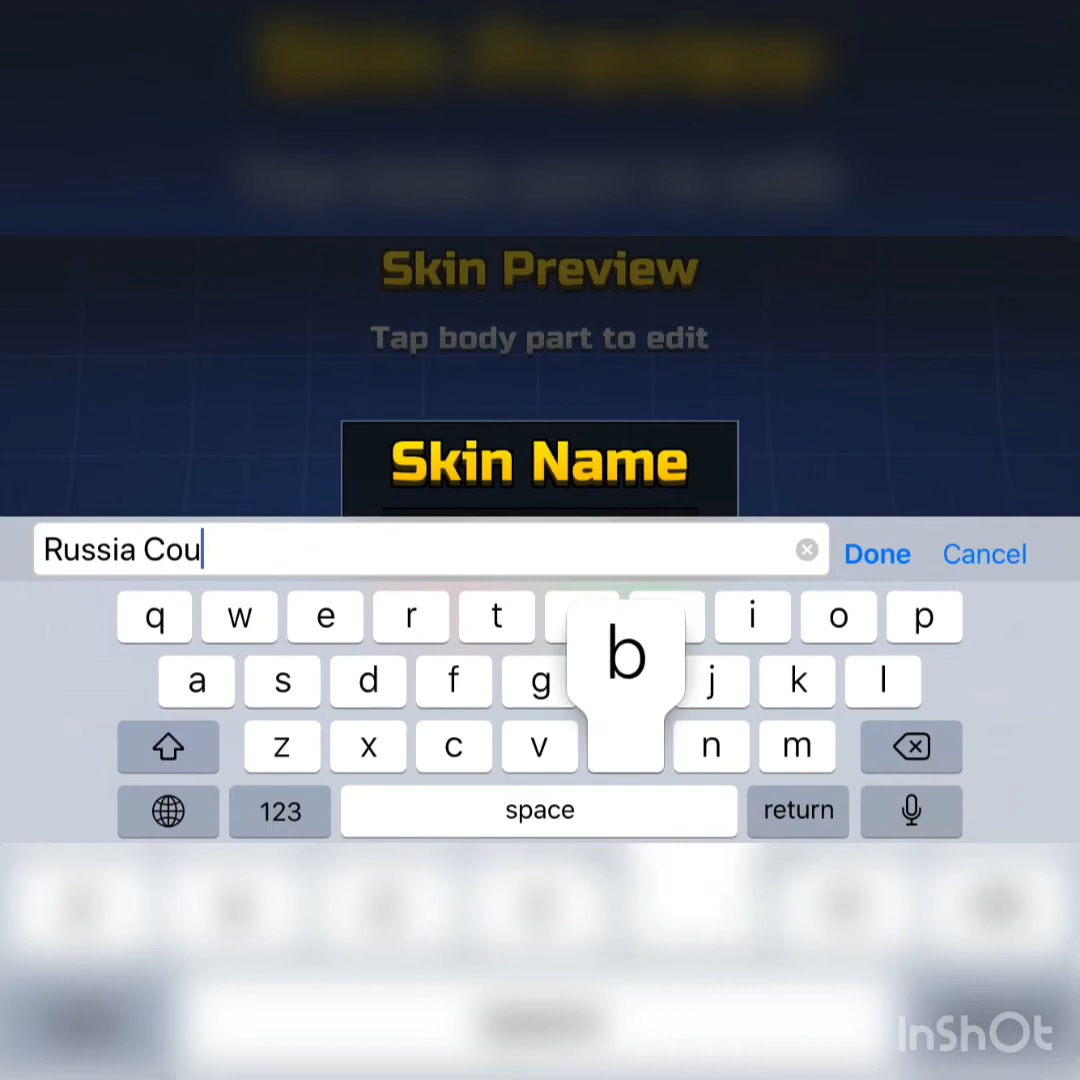 Skin Preview
Tap body part to edit
Skin Name
Russia Cou
Done
Cancel
q w e r t i o p
a s d f g j k l
b
z x c v n m
123 space return
InShOt